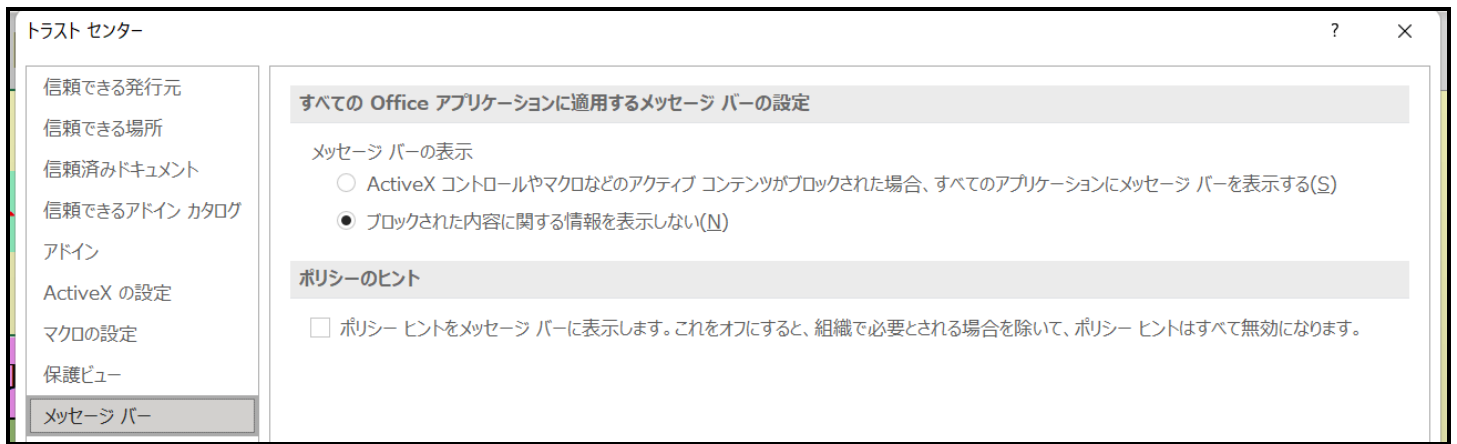 トラスト センター
?
×
信頼できる発行元
信頼できる場所
信頼済みドキュメント
信頼できるアドイン カタログ
アドイン
ActiveX の設定
マクロの設定
保護ビュー
メッセージ バー
すべての Office アプリケーションに適用するメッセージ バーの設定
メッセージ バーの表示
ActiveX コントロールやマクロなどのアクティブ コンテンツがブロックされた場合、すべてのアプリケーションにメッセージ バーを表示する(S)
ブロックされた内容に関する情報を表示しない(N)
ポリシーのヒント
ポリシー ヒントをメッセージ バーに表示します。これをオフにすると、組織で必要とされる場合を除いて、ポリシー ヒントはすべて無効になります。